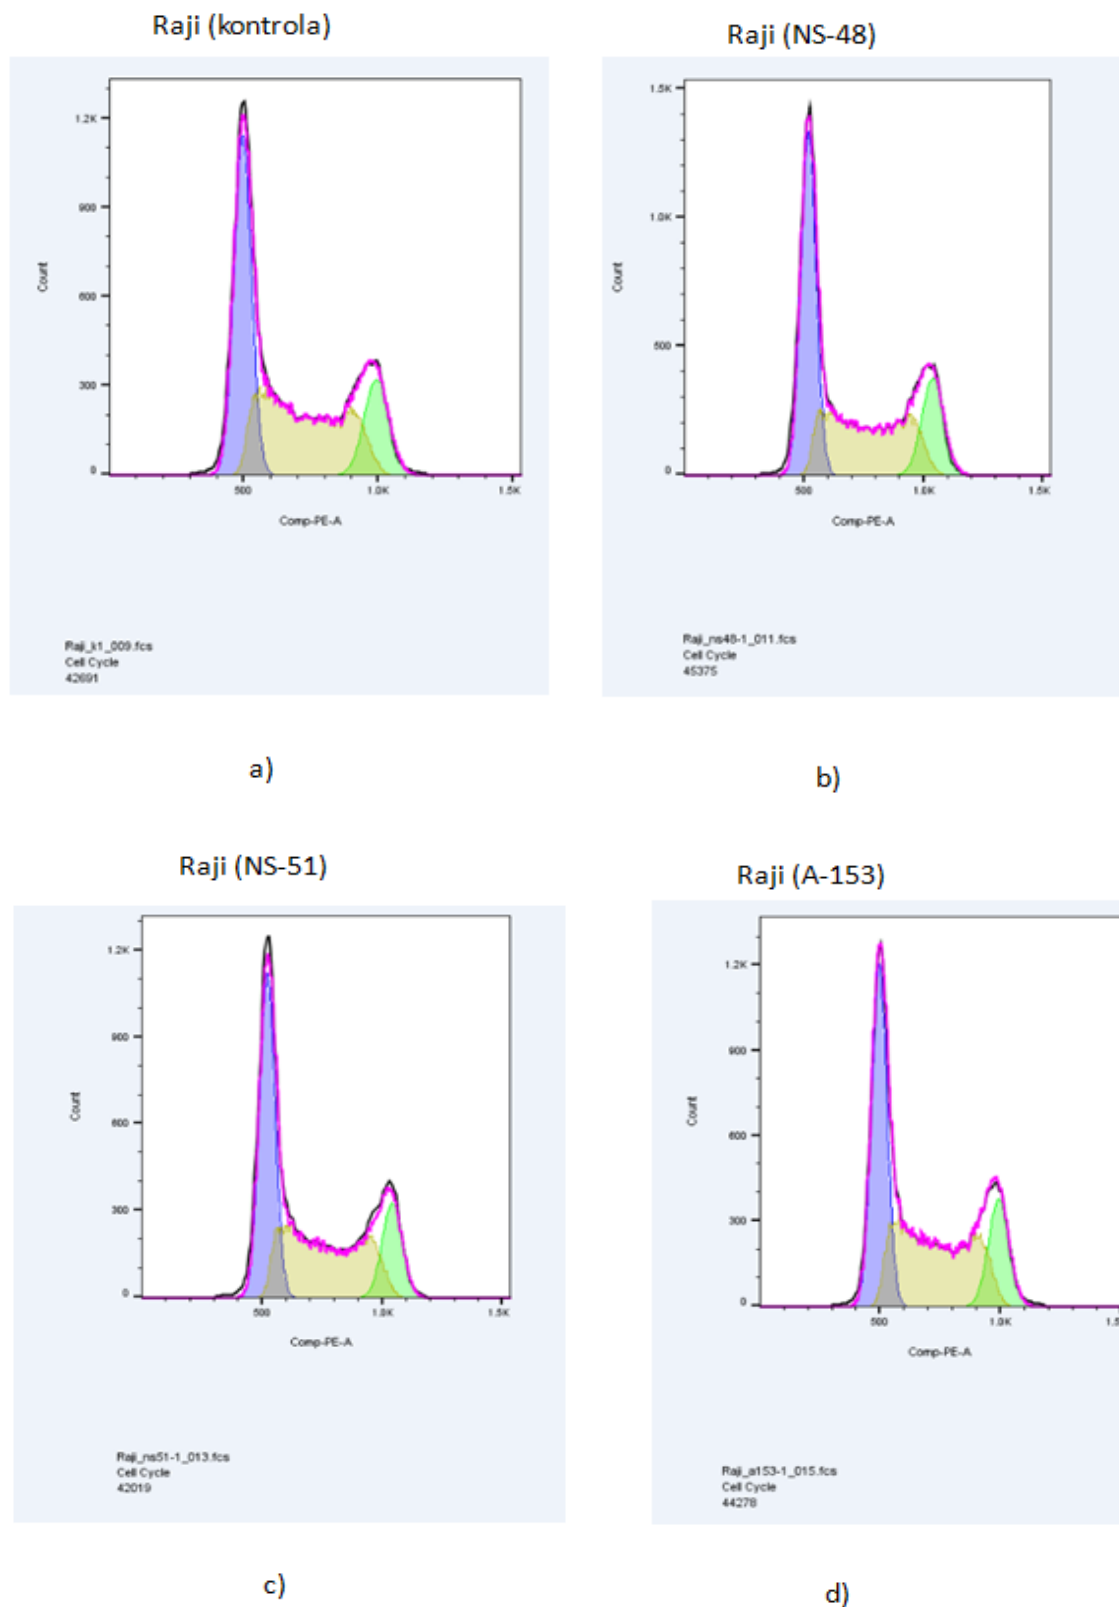 Raji (kontrola)
1.2K
900
600
300
0
Count
500
1.0K
1.5K
Comp-PE-A
Raji_k1_009.fcs
Cell Cycle
42691
a)
Raji (NS-48)
1.5K
1.0K
500
0
Count
500
1.0K
1.5K
Comp-PE-A
Raji_ns48-1_011.fcs
Cell Cycle
45375
b)
Raji (NS-51)
1.2K
900
600
300
0
Count
500
1.0K
1.5K
Comp-PE-A
Raji_ns51-1_013.fcs
Cell Cycle
42019
c)
Raji (A-153)
1.2K
900
600
300
0
Count
500
1.0K
1.5
Comp-PE-A
Raji_a153-1_015.fcs
Cell Cycle
44278
d)